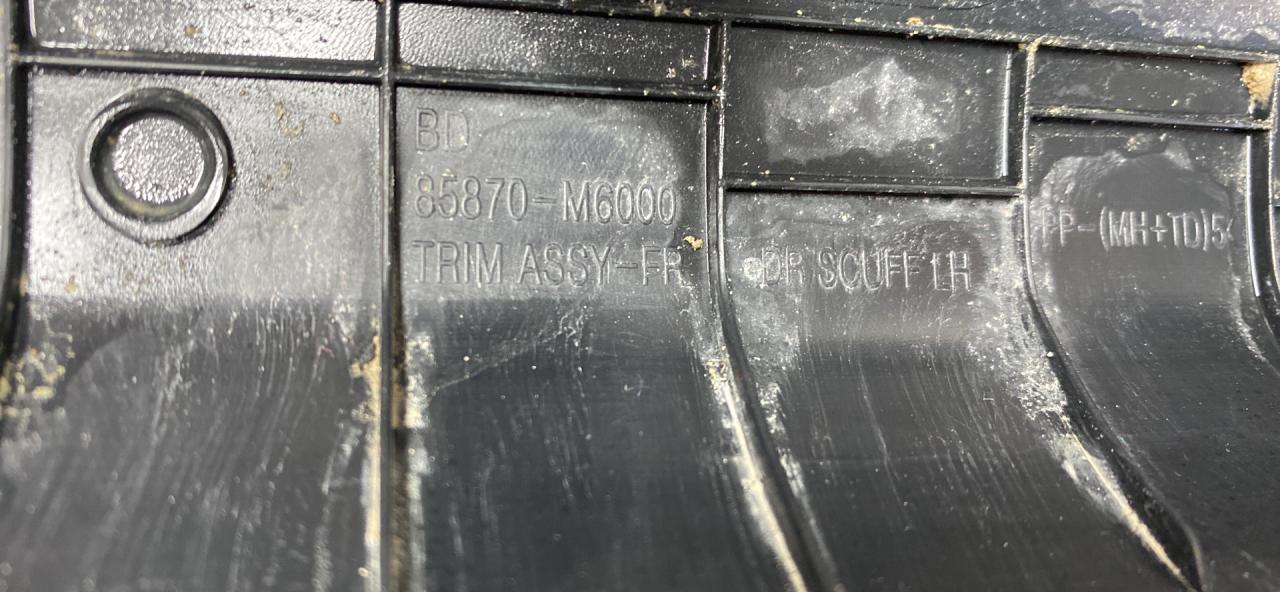 BD
85870-M6000
TRIM ASSY-FR
DR SCUFF LH
PP-(MH+TD)5